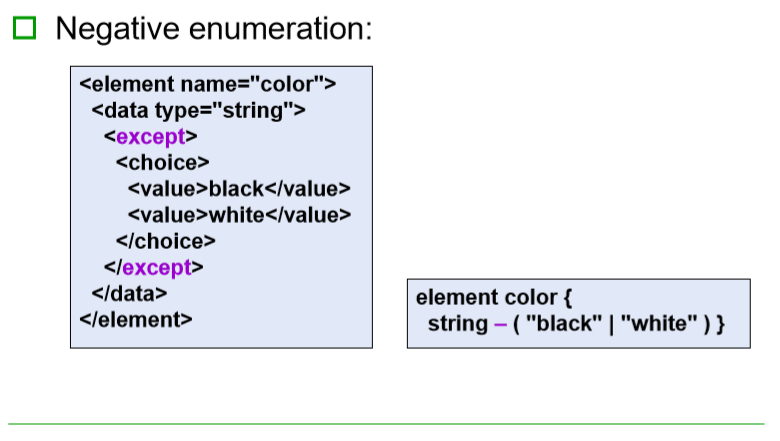 Negative enumeration:
<element name="color">
<data type="string">
<except>
<choice>
<value>black</value>
<value>white</value>
</choice>
</except>
</data>
</element>
element color {
string – ( "black" | "white" ) }